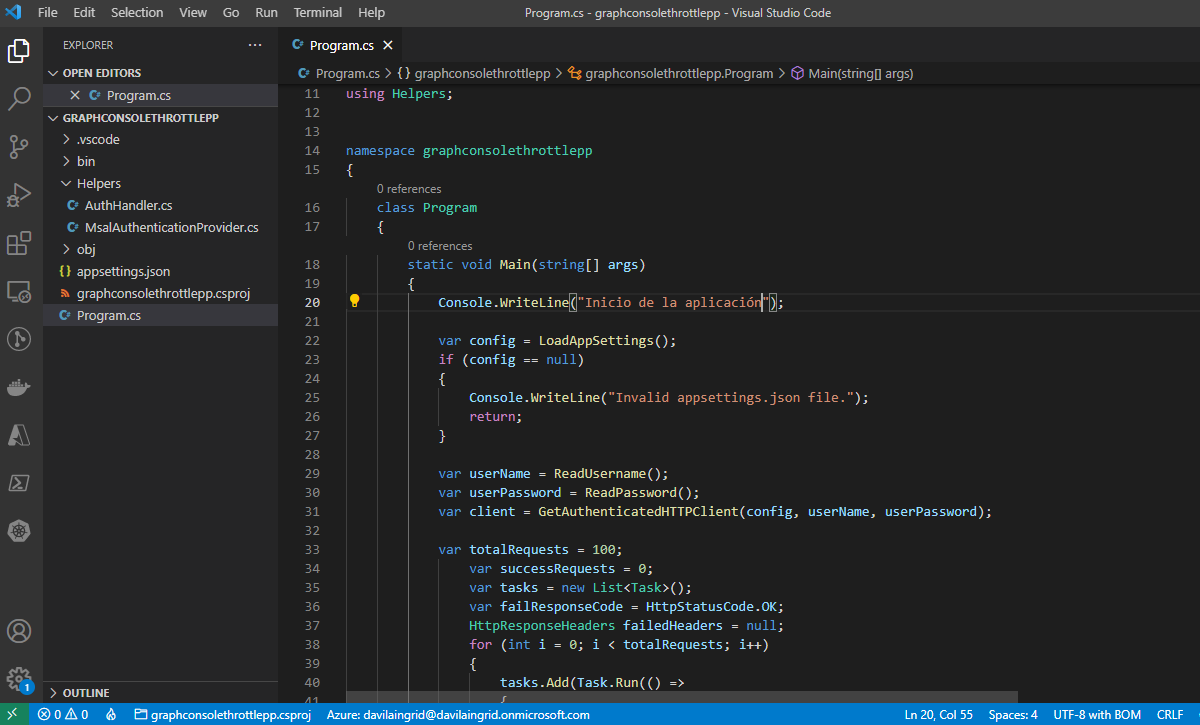 File Edit Selection View Go Run Terminal Help
Program.cs - graphconsolethrottlepp - Visual Studio Code
EXPLORER ...
OPEN EDITORS
Program.cs
GRAPHCONSOLETHROTTLEPP
.vscode
bin
Helpers
AuthHandler.cs
MsalAuthenticationProvider.cs
obj
{} appsettings.json
graphconsolethrottlepp.csproj
C# Program.cs
OUTLINE
1
C# Program.cs
C# Program.cs > {} graphconsolethrottlepp > graphconsolethrottlepp.Program > Main(string[] args)
11 using Helpers;
12
13
14 namespace graphconsolethrottlepp
15 {
0 references
16 class Program
17 {
0 references
18 static void Main(string[] args)
19 {
20 Console.WriteLine("Inicio de la aplicación");
21
22 var config = LoadAppSettings();
23 if (config == null)
24 {
25 Console.WriteLine("Invalid appsettings.json file.");
26 return;
27 }
28
29 var userName = ReadUsername();
30 var userPassword = ReadPassword();
31 var client = GetAuthenticatedHTTPClient(config, userName, userPassword);
32
33 var totalRequests = 100;
34 var successRequests = 0;
35 var tasks = new List<Task>();
36 var failResponseCode = HttpStatusCode.OK;
37 HttpResponseHeaders failedHeaders = null;
38 for (int i = 0; i < totalRequests; i++)
39 {
40 tasks.Add(Task.Run(() =>
41 {
0 0 graphconsolethrottlepp.csproj Azure: davilaingrid@davilaingrid.onmicrosoft.com Ln 20, Col 55 Spaces: 4 UTF-8 with BOM CRLF